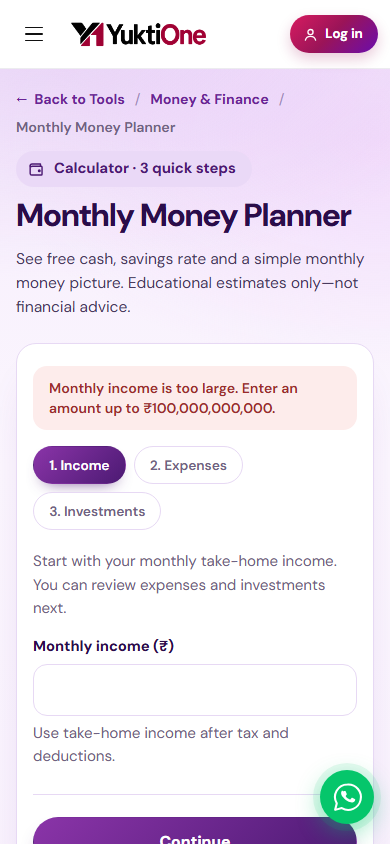 YuktiOne
Log in
← Back to Tools / Money & Finance /
Monthly Money Planner
Calculator · 3 quick steps
Monthly Money Planner
See free cash, savings rate and a simple monthly
money picture. Educational estimates only—not
financial advice.
Monthly income is too large. Enter an
amount up to ₹100,000,000,000.
1. Income
2. Expenses
3. Investments
Start with your monthly take-home income.
You can review expenses and investments
next.
Monthly income (₹)
Use take-home income after tax and
deductions.
Continue